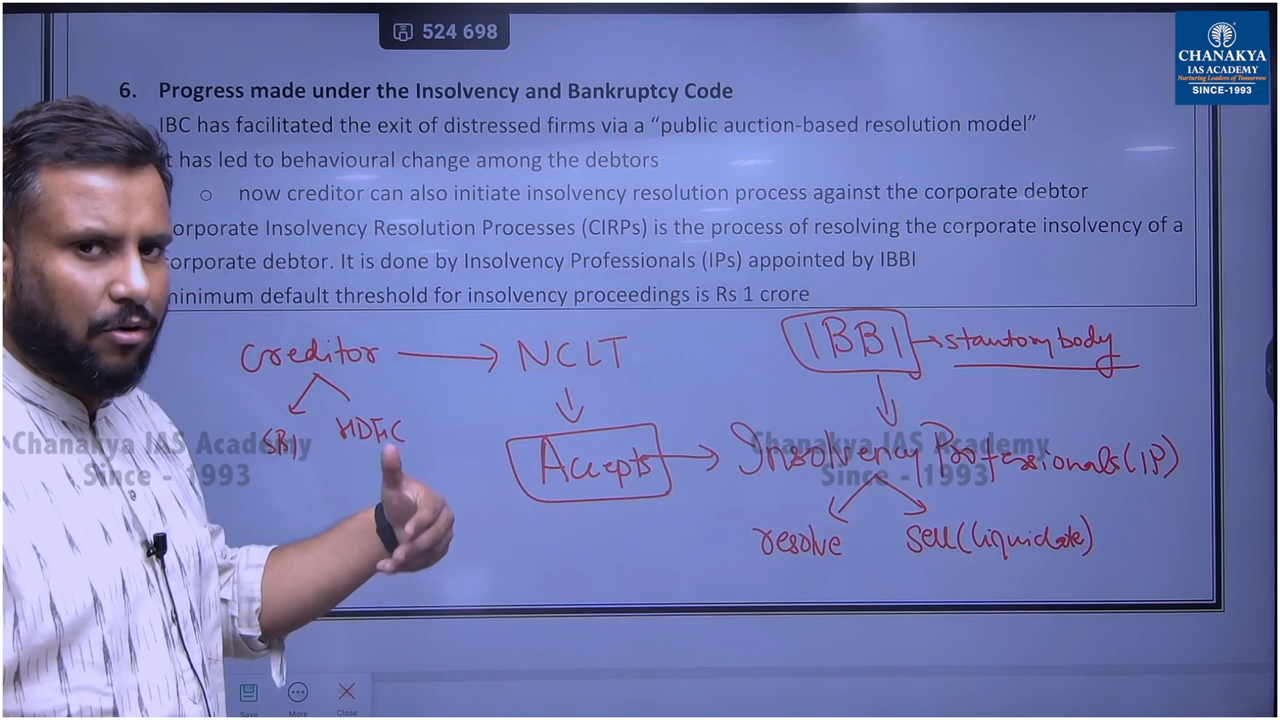 524 698
CHANAKYA
IAS ACADEMY
Nurturing Leaders of Tomorrow
SINCE-1993
6. Progress made under the Insolvency and Bankruptcy Code
IBC has facilitated the exit of distressed firms via a “public auction-based resolution model”
t has led to behavioural change among the debtors
o now creditor can also initiate insolvency resolution process against the corporate debtor
orporate Insolvency Resolution Processes (CIRPs) is the process of resolving the corporate insolvency of a
corporate debtor. It is done by Insolvency Professionals (IPs) appointed by IBBI
minimum default threshold for insolvency proceedings is Rs 1 crore
Creditor → NCLT
IBBI → stautory body
SBI HDFC
Accepts → Insolvency Professionals (IP)
resolve sell (liquidate)
Chanakya IAS Academy
Since - 1993
Chanakya IAS Academy
Since - 1993
Save More Close